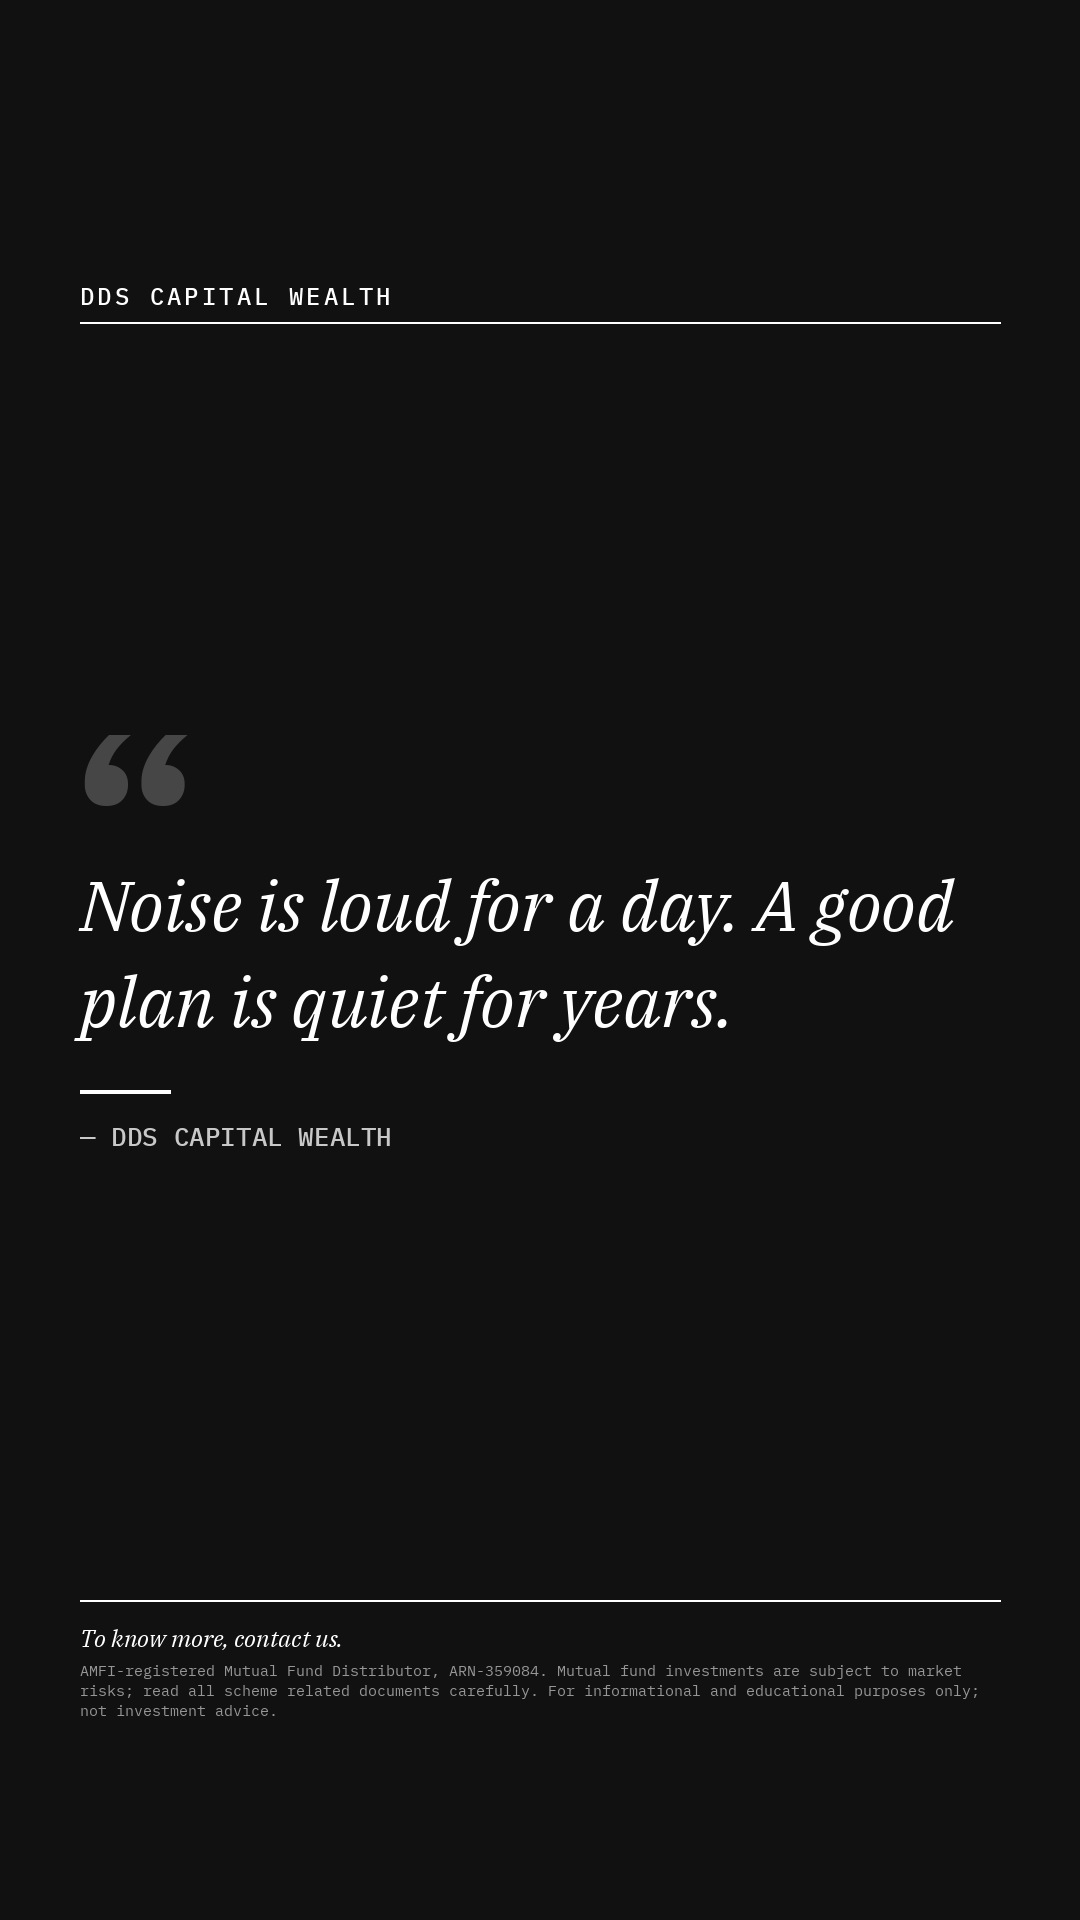 DDS CAPITAL WEALTH
“
Noise is loud for a day. A good
plan is quiet for years.
— DDS CAPITAL WEALTH
To know more, contact us.
AMFI-registered Mutual Fund Distributor, ARN-359084. Mutual fund investments are subject to market
risks; read all scheme related documents carefully. For informational and educational purposes only;
not investment advice.